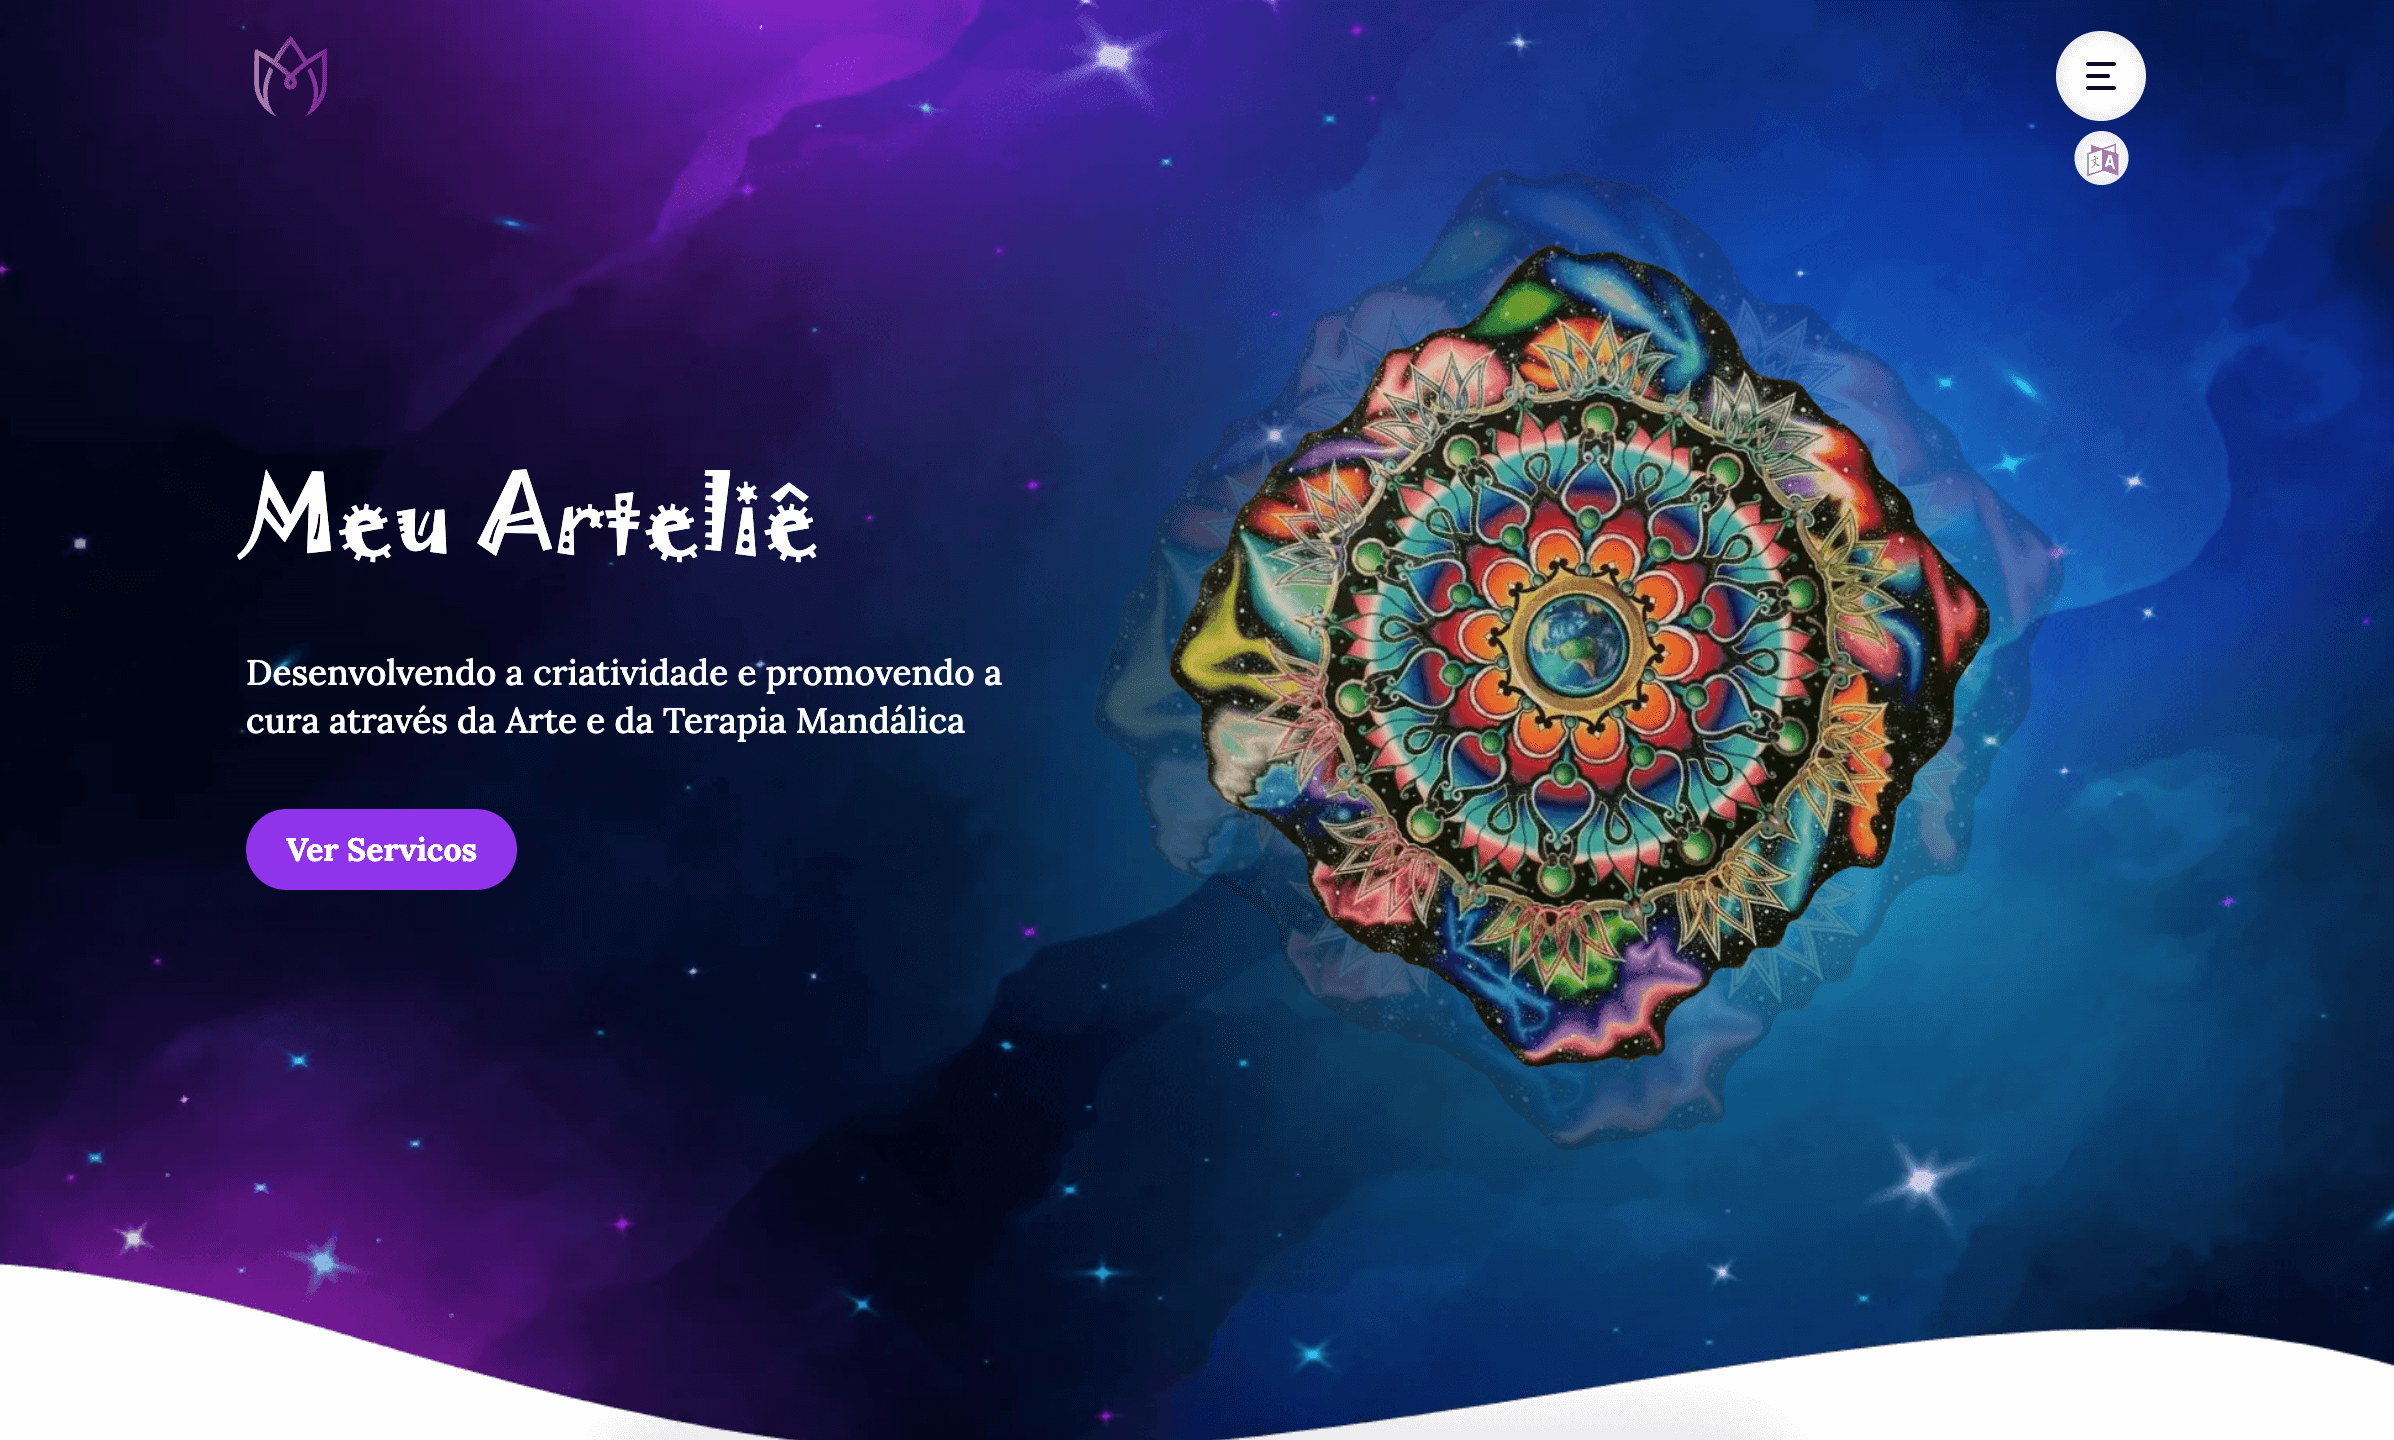 Meu Arteliê
Desenvolvendo a criatividade e promovendo a
cura através da Arte e da Terapia Mandálica
Ver Servicos